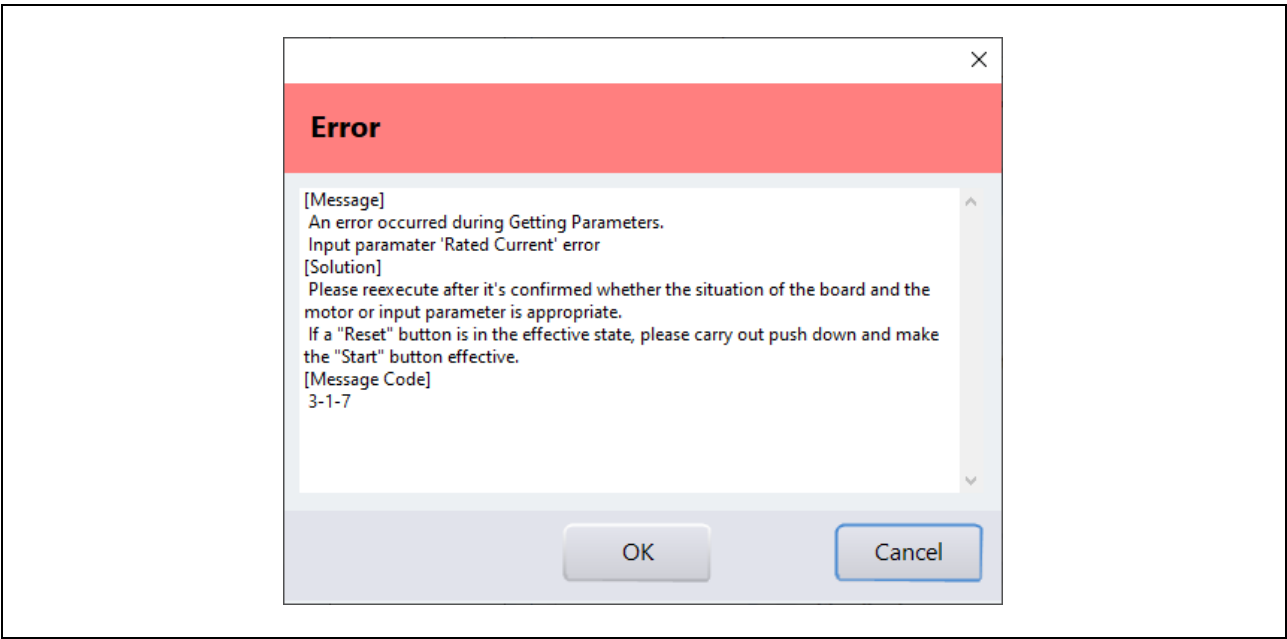 Error
[Message]
An error occurred during Getting Parameters.
Input paramater 'Rated Current' error
[Solution]
Please reexecute after it's confirmed whether the situation of the board and the
motor or input parameter is appropriate.
If a "Reset" button is in the effective state, please carry out push down and make
the "Start" button effective.
[Message Code]
3-1-7
OK
Cancel